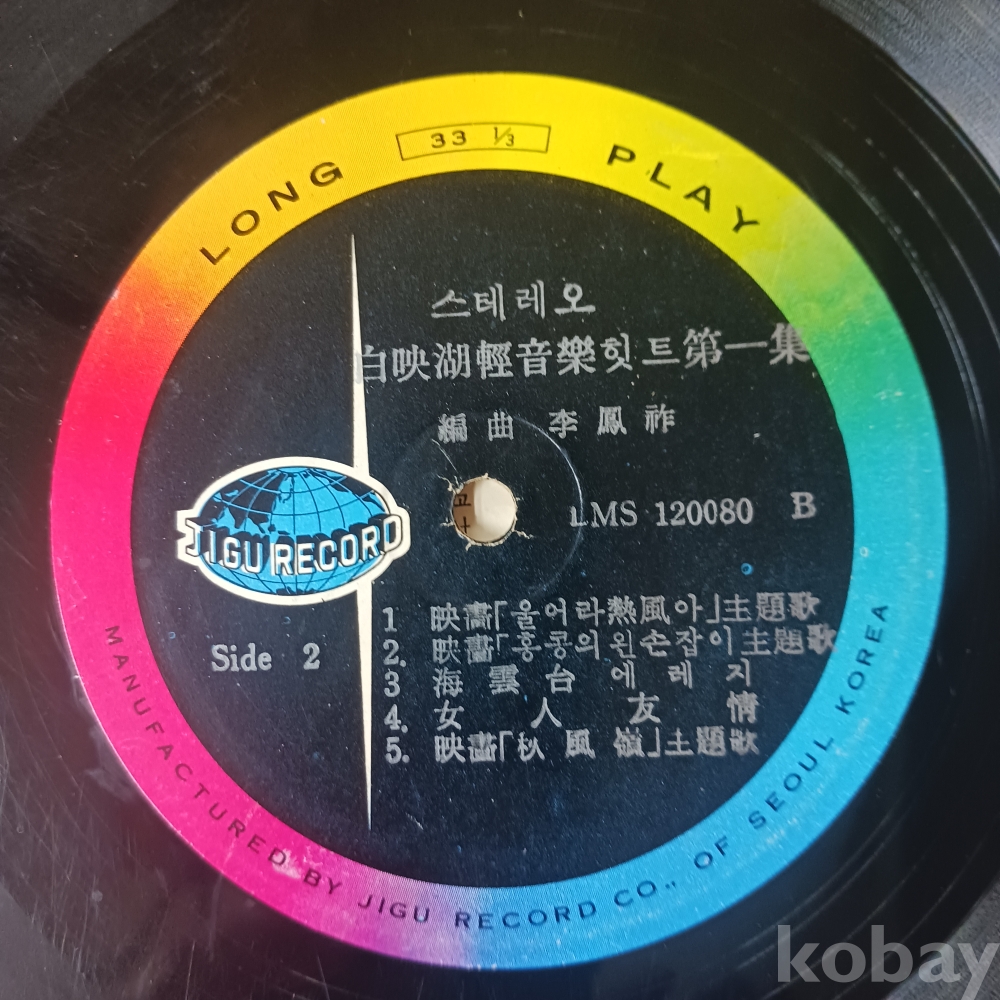 LONG 33 ⅓ PLAY
스테레오
白映湖輕音樂힛트第一集
編曲 李鳳祚
LMS 120080 B
JIGU RECORD
Side 2
1 映畵「울어라熱風아」主題歌
2. 映畵「홍콩의왼손잡이主題歌
3 海雲台에레지
4. 女人友情
5. 映畵「秋風嶺」主題歌
MANUFACTURED BY JIGU RECORD CO., OF SEOUL KOREA
kobay